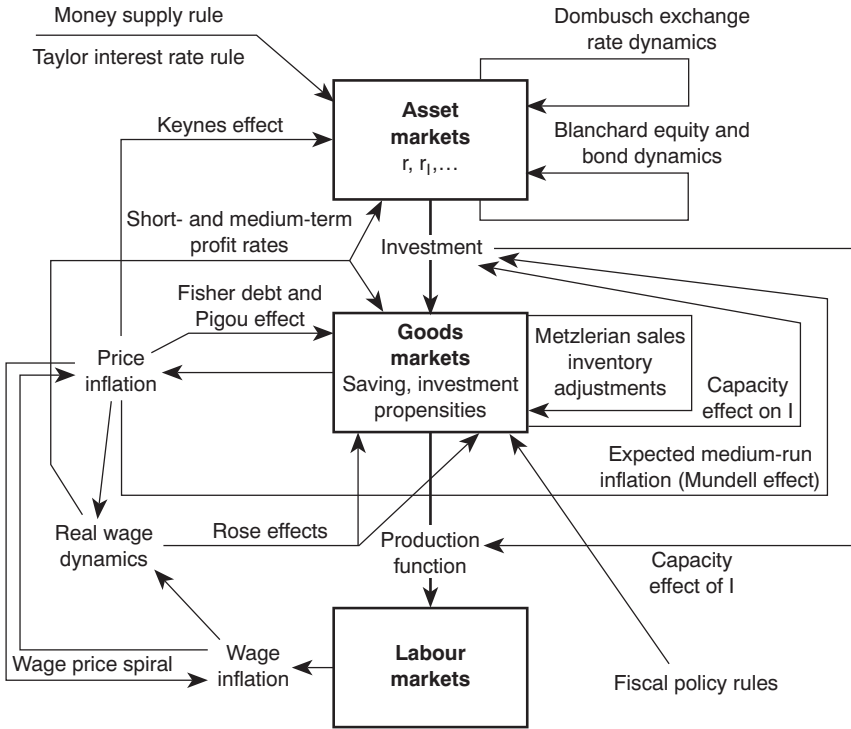 Money supply rule
Taylor interest rate rule
Dombusch exchange
rate dynamics
Asset
markets
r, rI,…
Keynes effect
Blanchard equity and
bond dynamics
Short- and medium-term
profit rates
Investment
Fisher debt and
Pigou effect
Goods
markets
Saving, investment
propensities
Metzlerian sales
inventory
adjustments
Price
inflation
Capacity
effect on I
Expected medium-run
inflation (Mundell effect)
Real wage
dynamics
Rose effects
Production
function
Capacity
effect of I
Wage price spiral
Wage
inflation
Labour
markets
Fiscal policy rules